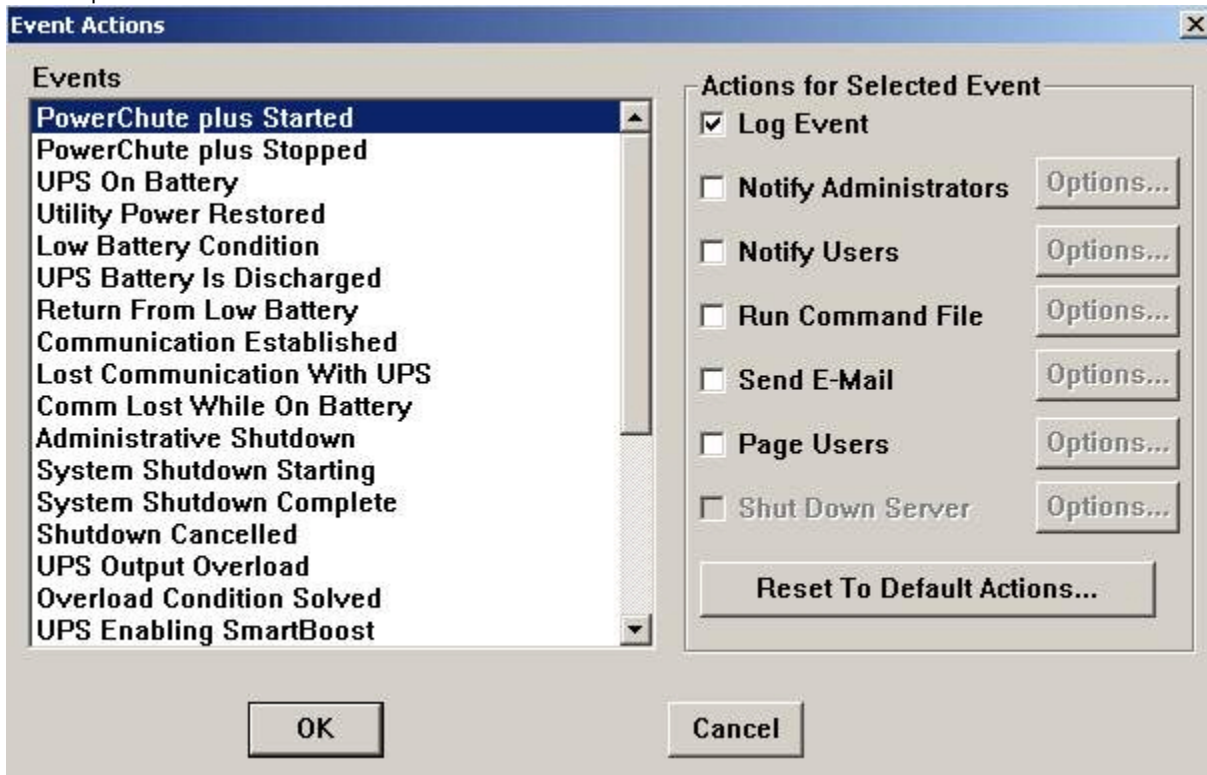 Event Actions
Events
PowerChute plus Started
PowerChute plus Stopped
UPS On Battery
Utility Power Restored
Low Battery Condition
UPS Battery Is Discharged
Return From Low Battery
Communication Established
Lost Communication With UPS
Comm Lost While On Battery
Administrative Shutdown
System Shutdown Starting
System Shutdown Complete
Shutdown Cancelled
UPS Output Overload
Overload Condition Solved
UPS Enabling SmartBoost
Actions for Selected Event
Log Event
Notify Administrators Options...
Notify Users Options...
Run Command File Options...
Send E-Mail Options...
Page Users Options...
Shut Down Server Options...
Reset To Default Actions...
OK Cancel